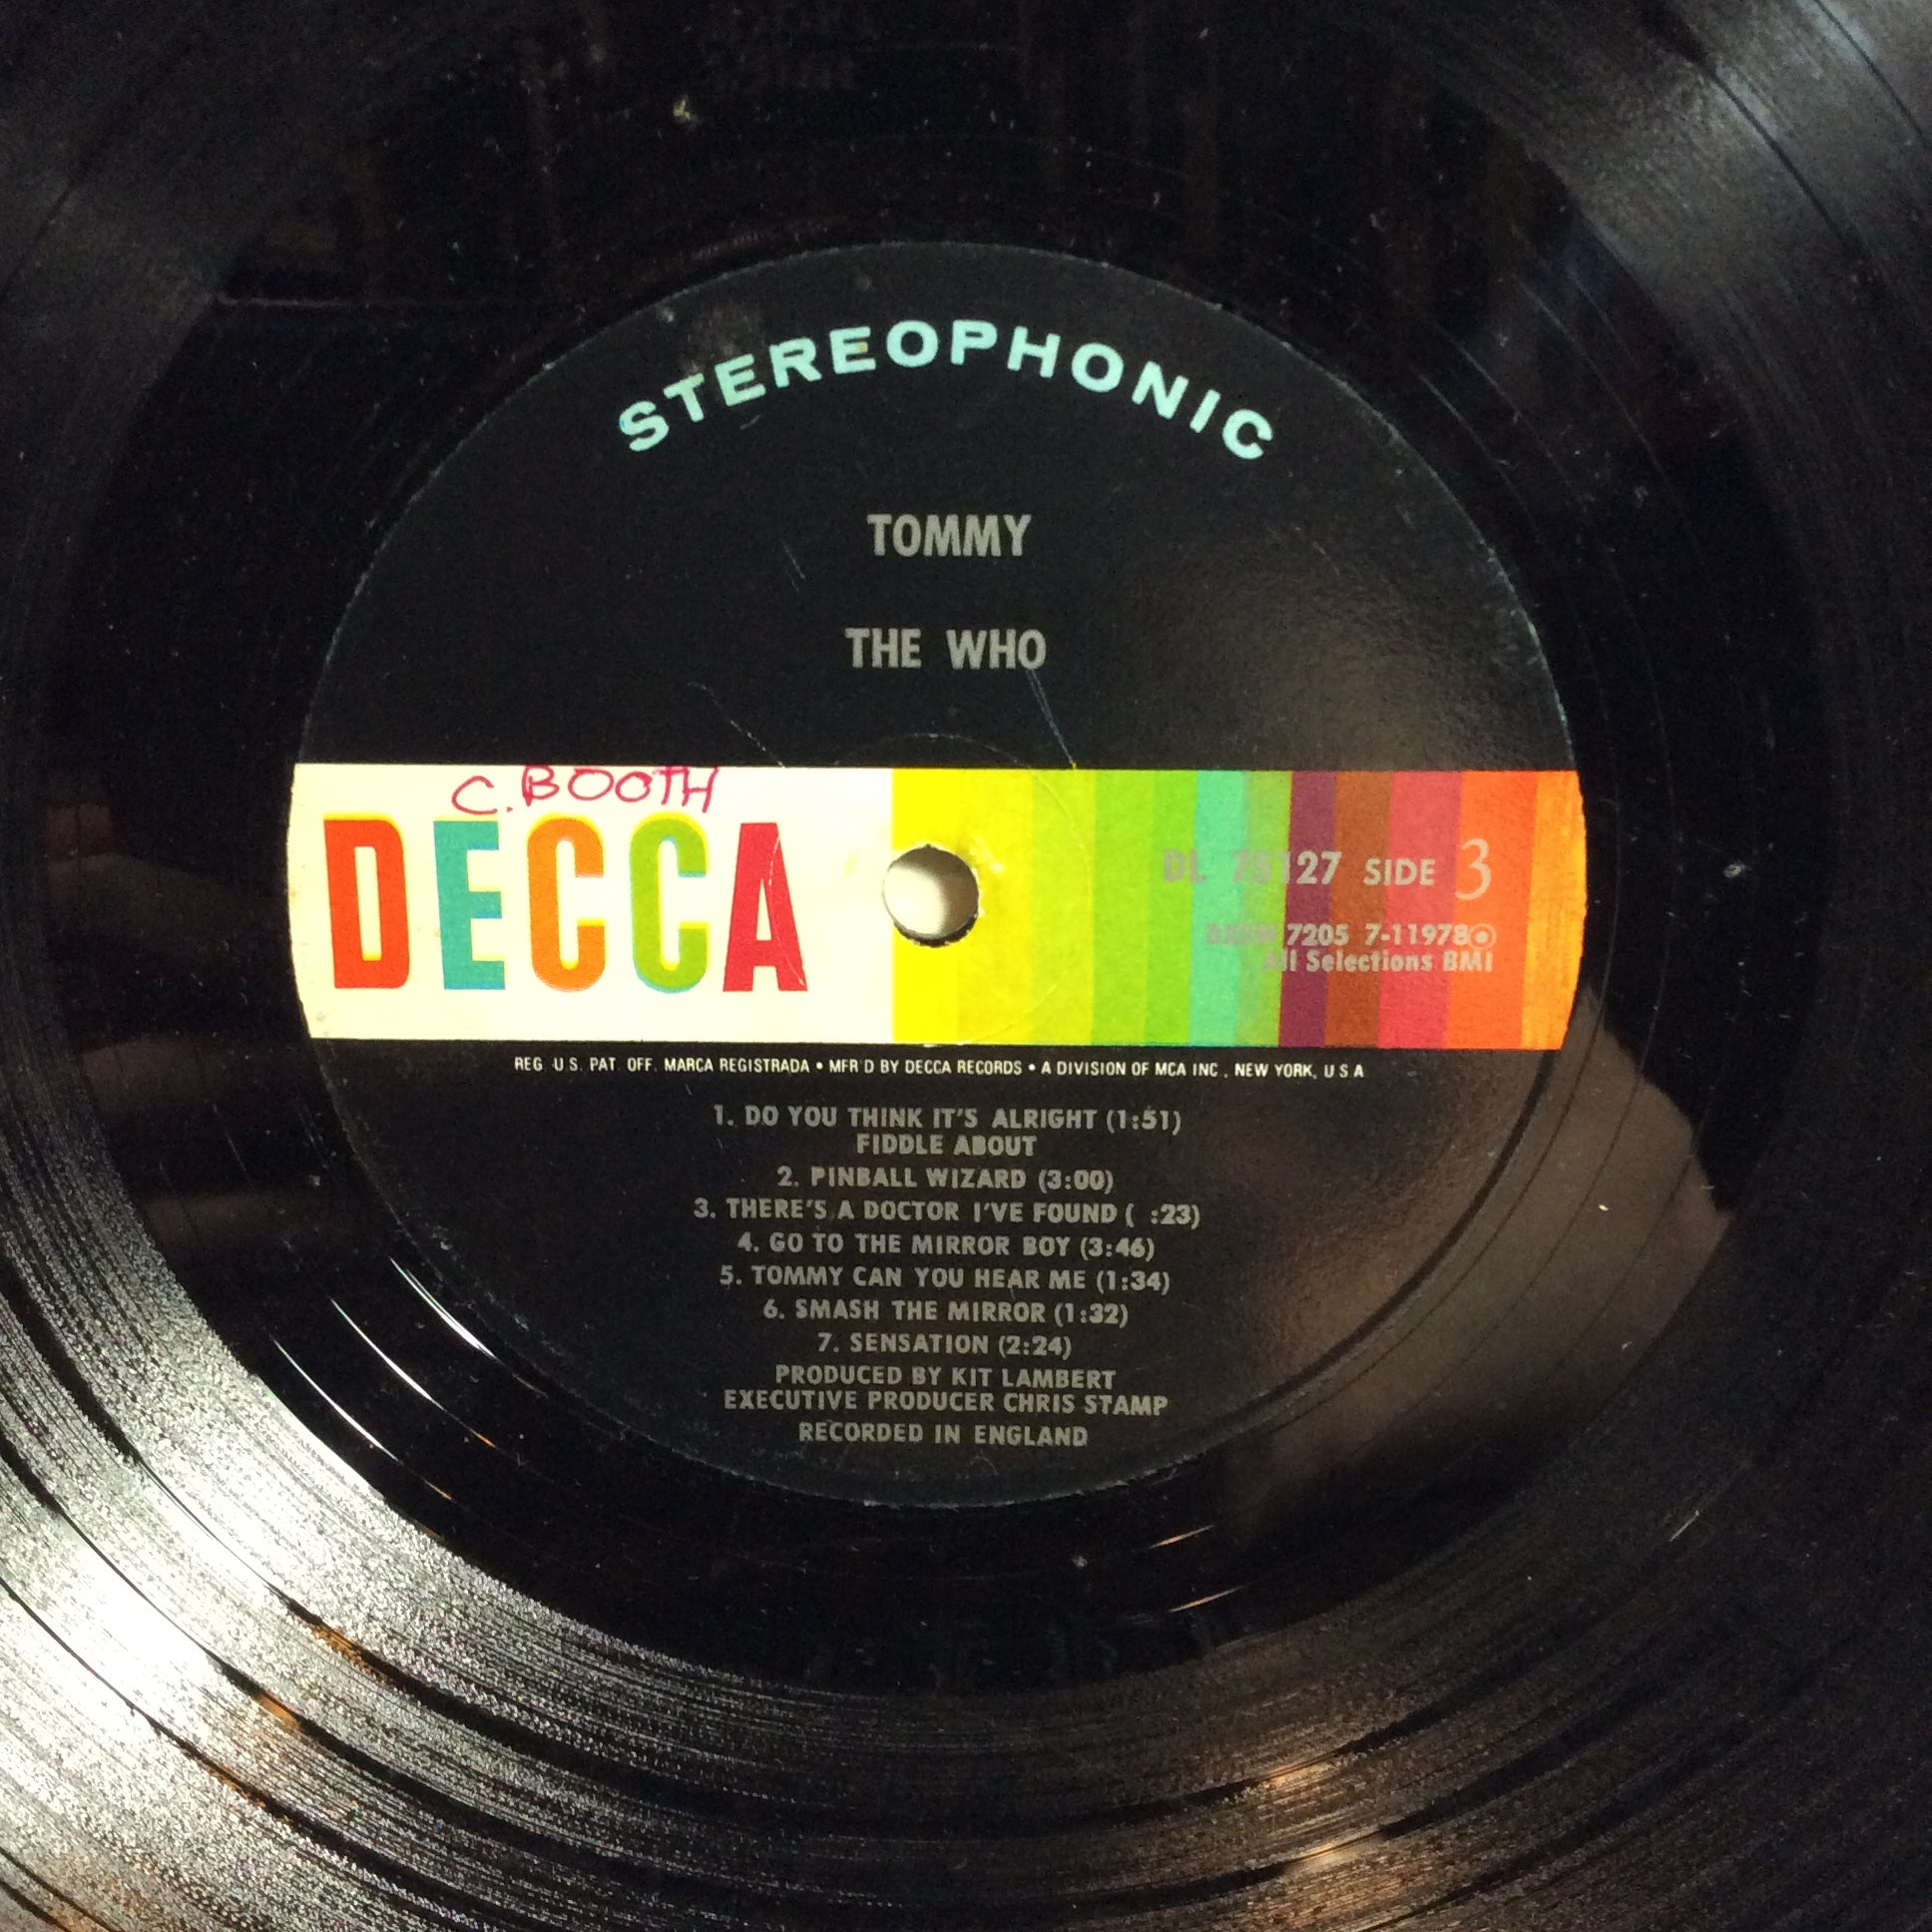 STEREOPHONIC
TOMMY
THE WHO
C. BOOTH
DECCA
DL 75127 SIDE 3
7205 7-11978
All Selections BMI
REG. U.S. PAT. OFF. MARCA REGISTRADA • MFR'D BY DECCA RECORDS • A DIVISION OF MCA INC., NEW YORK, U S A
1. DO YOU THINK IT'S ALRIGHT (1:51)
FIDDLE ABOUT
2. PINBALL WIZARD (3:00)
3. THERE'S A DOCTOR I'VE FOUND ( :23)
4. GO TO THE MIRROR BOY (3:46)
5. TOMMY CAN YOU HEAR ME (1:34)
6. SMASH THE MIRROR (1:32)
7. SENSATION (2:24)
PRODUCED BY KIT LAMBERT
EXECUTIVE PRODUCER CHRIS STAMP
RECORDED IN ENGLAND